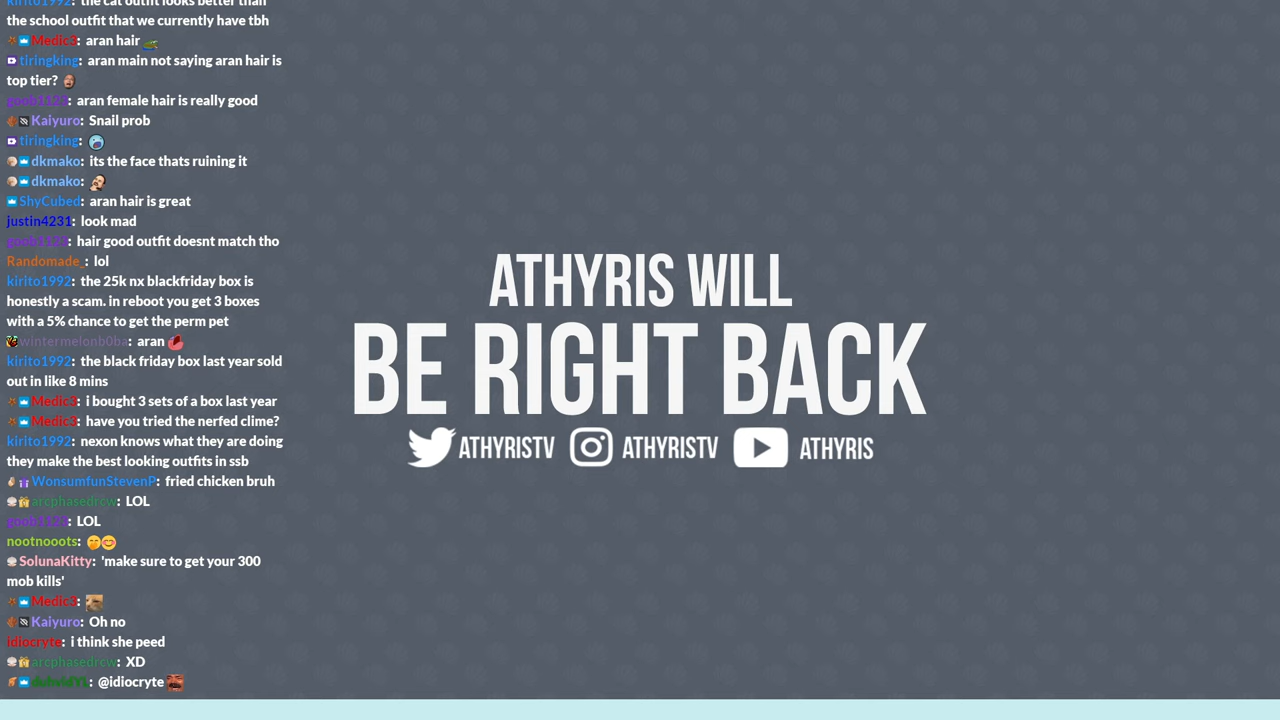 kirito1992: the cat outfit looks better than
the school outfit that we currently have tbh
Medic3: aran hair
tiringking: aran main not saying aran hair is
top tier?
goob1123: aran female hair is really good
Kaiyuro: Snail prob
tiringking:
dkmako: its the face thats ruining it
dkmako:
ShyCubed: aran hair is great
justin4231: look mad
goob1123: hair good outfit doesnt match tho
Randomade_: lol
kirito1992: the 25k nx blackfriday box is
honestly a scam. in reboot you get 3 boxes
with a 5% chance to get the perm pet
wintermelonb0ba: aran
kirito1992: the black friday box last year sold
out in like 8 mins
Medic3: i bought 3 sets of a box last year
Medic3: have you tried the nerfed clime?
kirito1992: nexon knows what they are doing
they make the best looking outfits in ssb
WonsumfunStevenP: fried chicken bruh
arcphasedrcw: LOL
goob1123: LOL
nootnooots:
SolunaKitty: 'make sure to get your 300
mob kills'
Medic3:
Kaiyuro: Oh no
idiocryte: i think she peed
arcphasedrcw: XD
@idiocryte
ATHYRIS WILL
BE RIGHT BACK
ATHYRISTV ATHYRISTV ATHYRIS